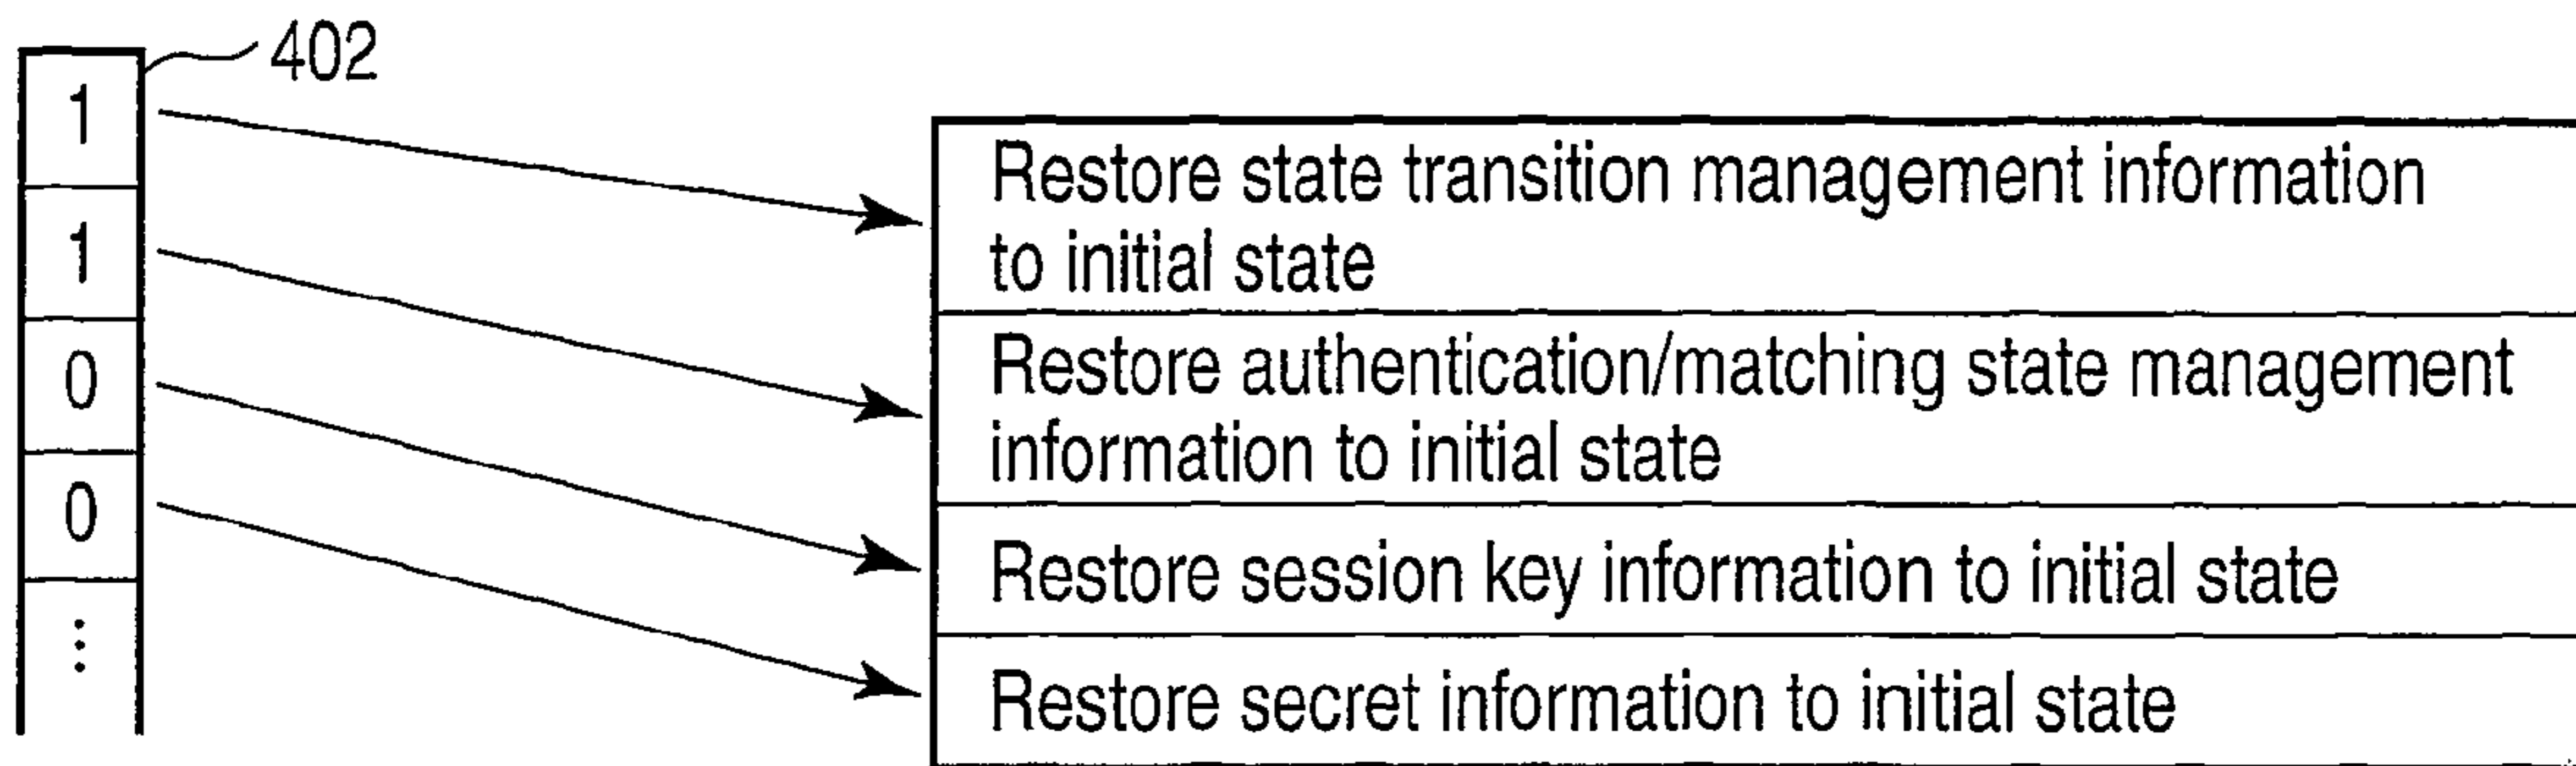 402
1
1
0
0
⋮
Restore state transition management information
to initial state
Restore authentication/matching state management
information to initial state
Restore session key information to initial state
Restore secret information to initial state